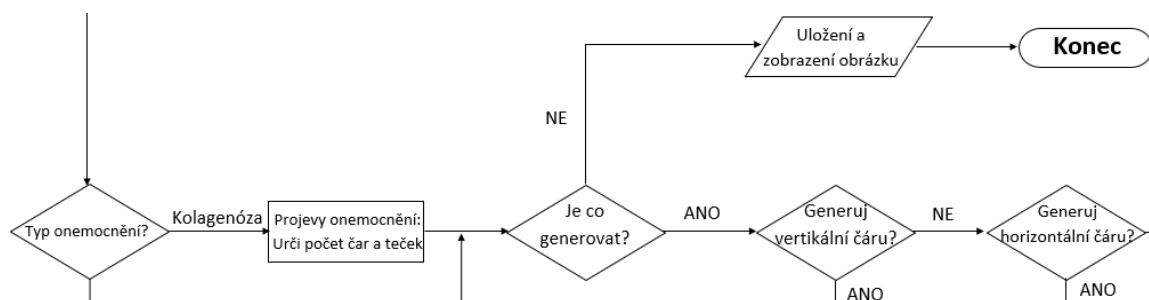 Uložení a
zobrazení obrázku
Konec
NE
Typ onemocnění?
Kolagenóza
Projevy onemocnění:
Urči počet čar a teček
Je co
generovat?
ANO
Generuj
vertikální čáru?
NE
Generuj
horizontální čáru?
ANO
ANO